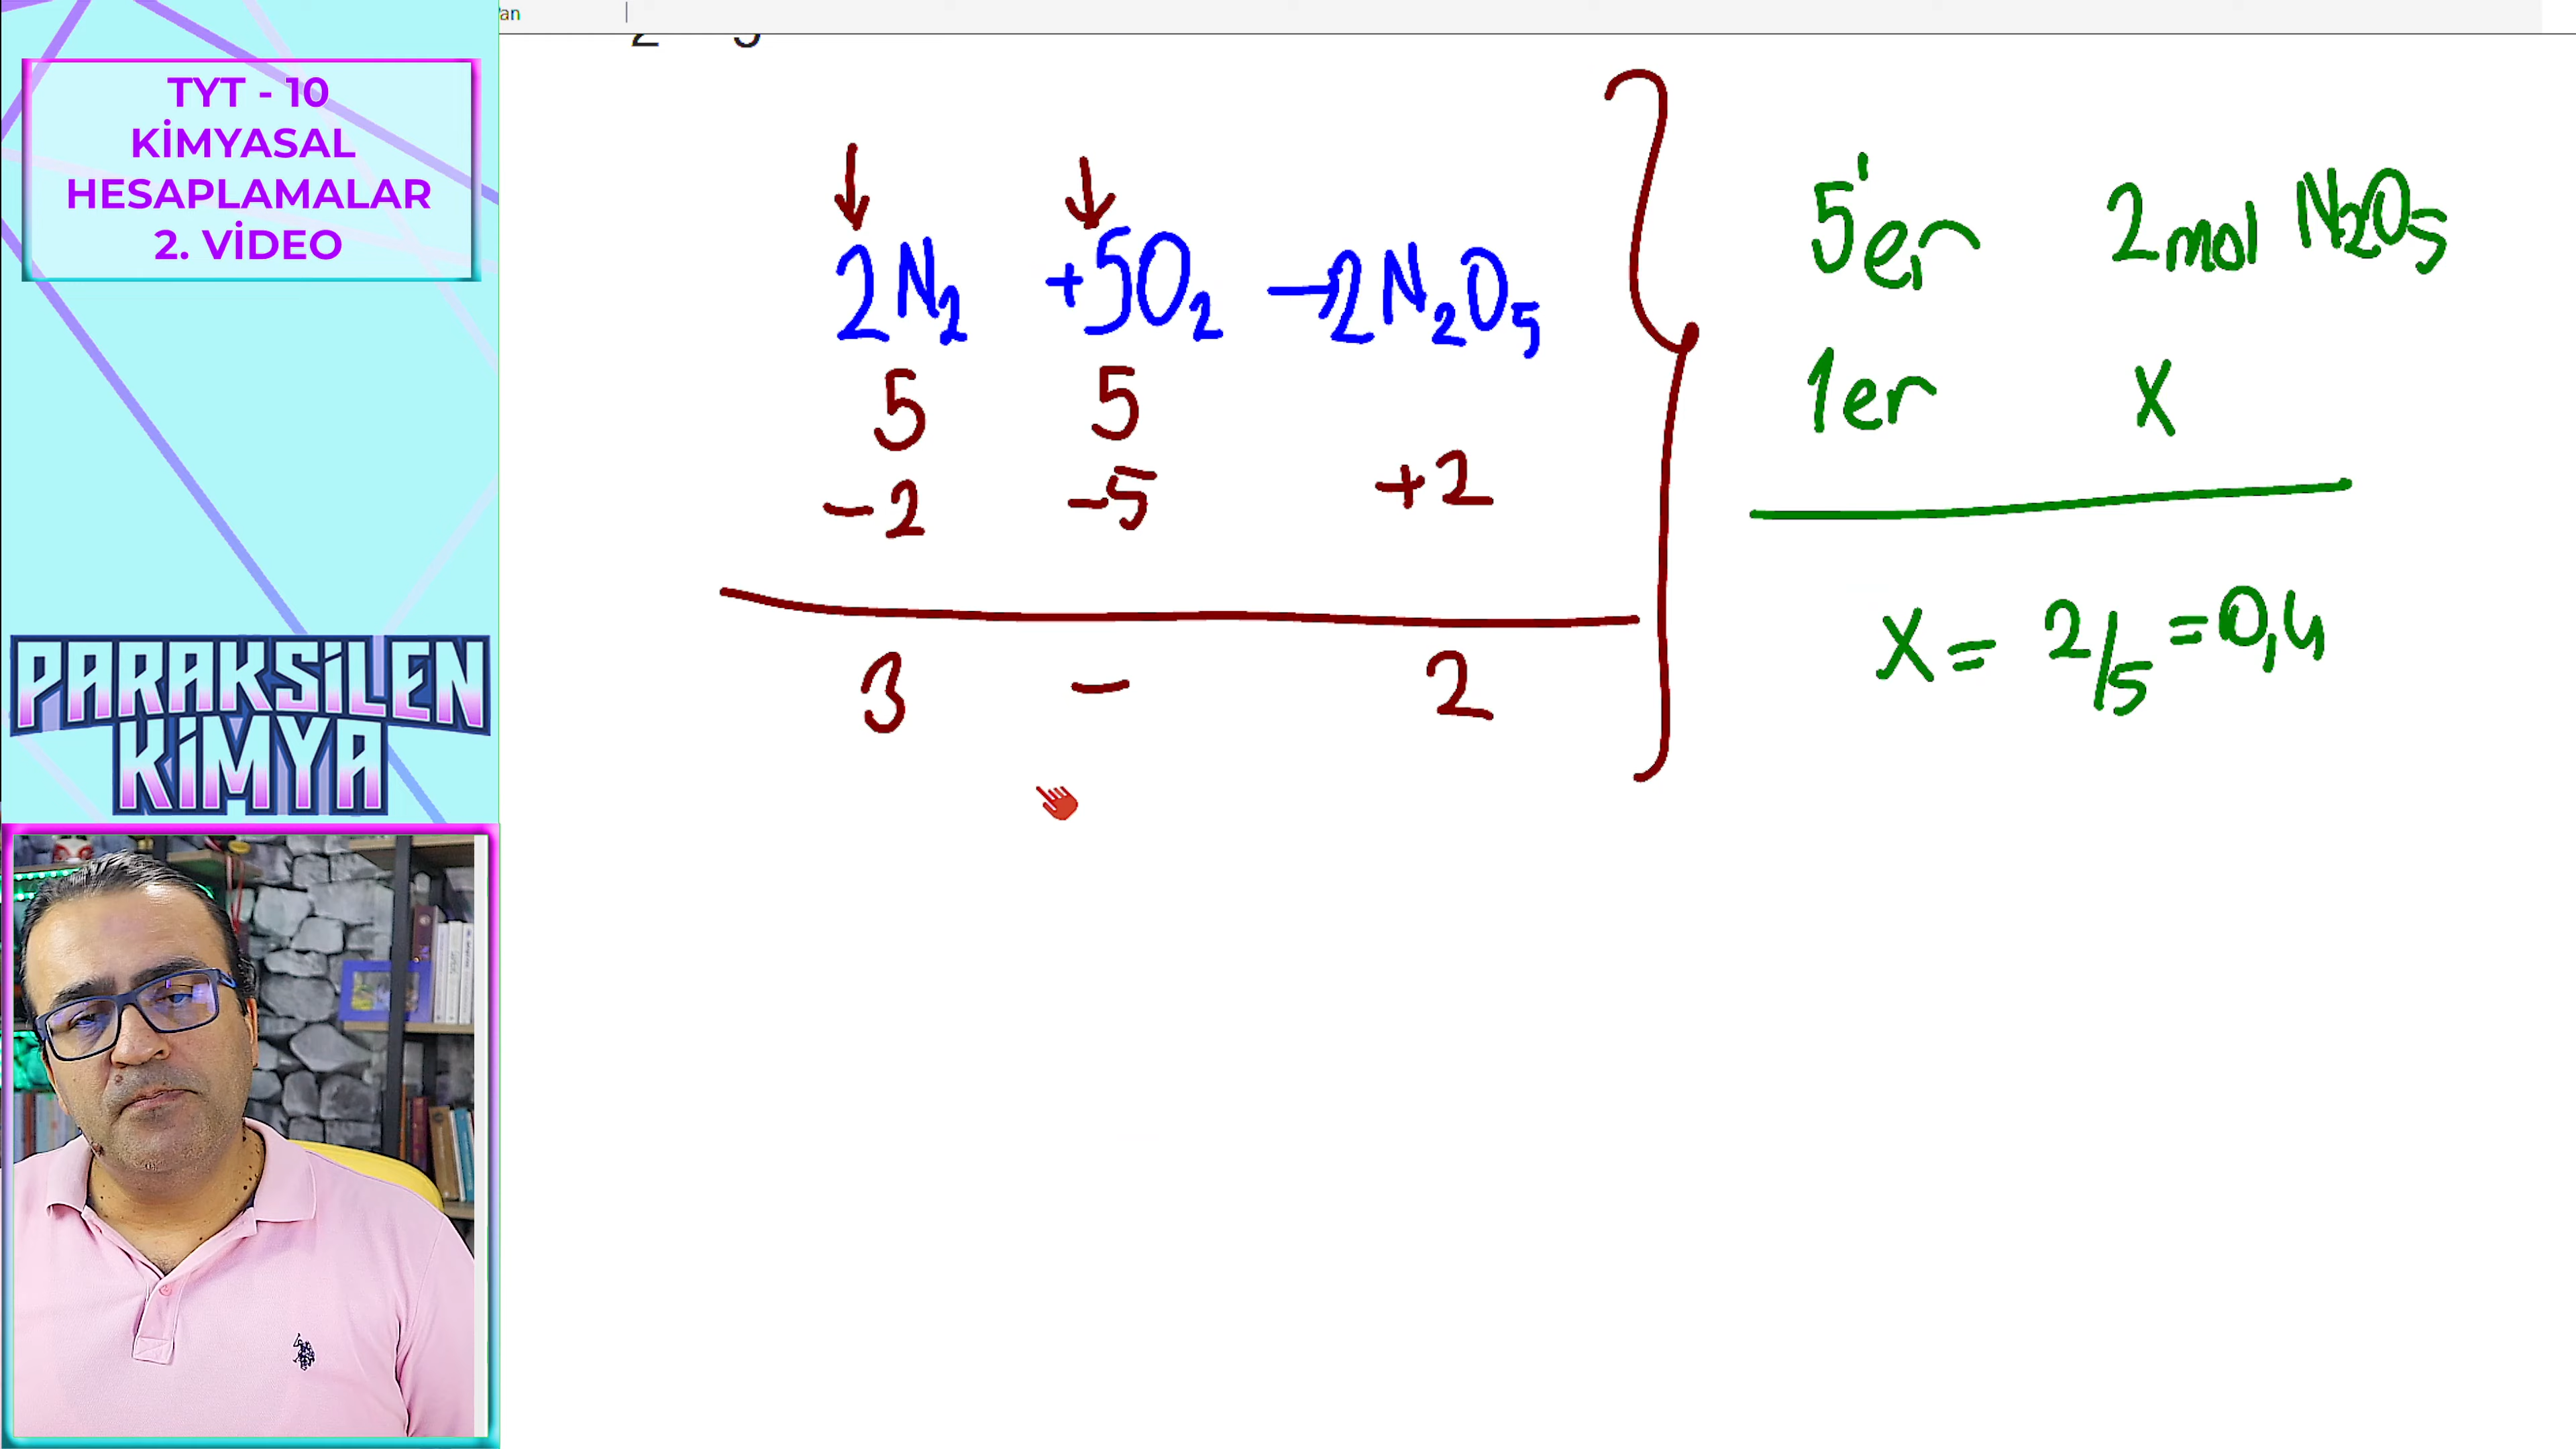 TYT - 10
KİMYASAL
HESAPLAMALAR
2. VİDEO
PARAKSİLEN
KİMYA
2N₂ +5O₂ → 2N₂O₅
5 5
-2 -5 +2
3 - 2
5'er 2mol N₂O₅
1er X
X = 2/5 = 0,4